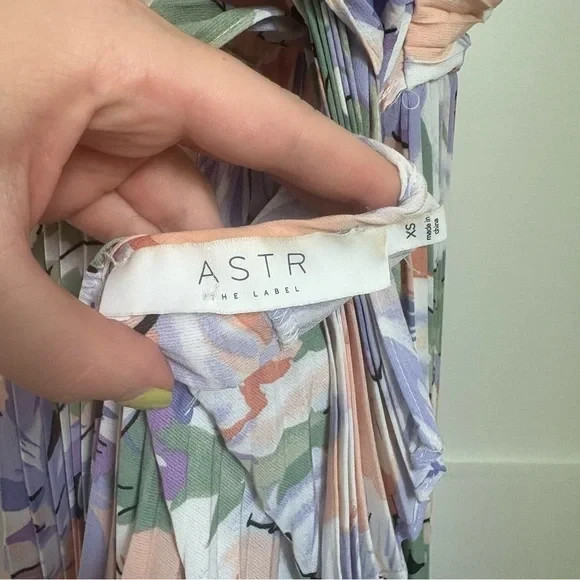 ASTR
THE LABEL
XS
made in
china